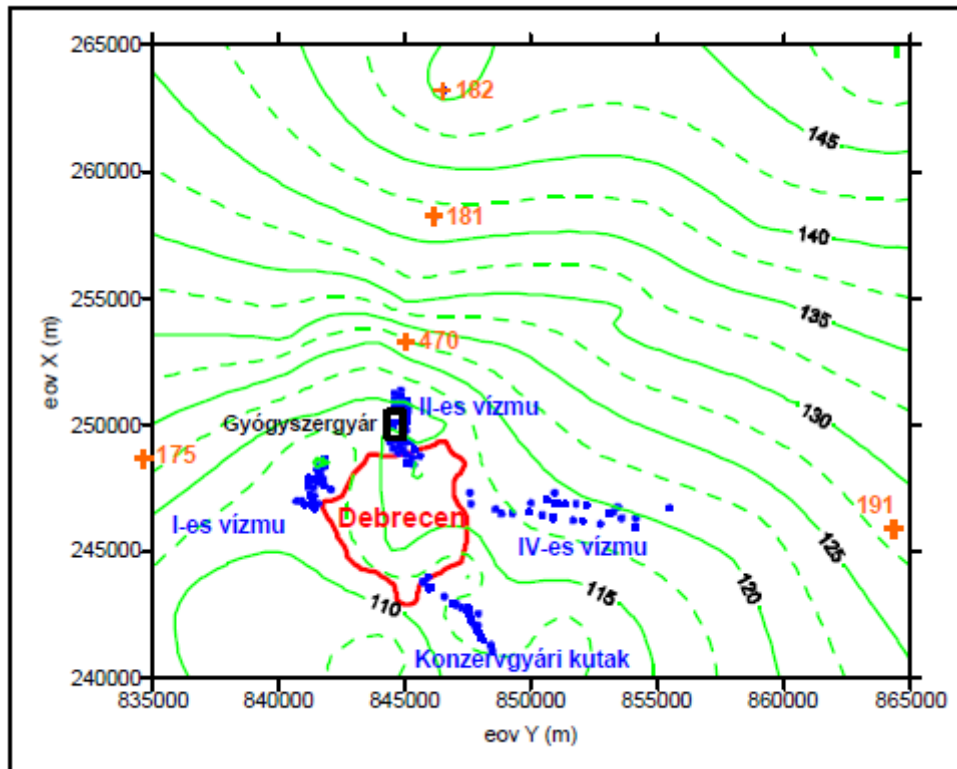 265000
260000
255000
250000
245000
240000
eov X (m)
182
145
181
140
135
470
130
II-es vízmu
Gyógyszergyár
175
191
I-es vízmu
Debrecen
IV-es vízmu
125
120
115
110
Konzervgyári kutak
835000 840000 845000 850000 855000 860000 865000
eov Y (m)